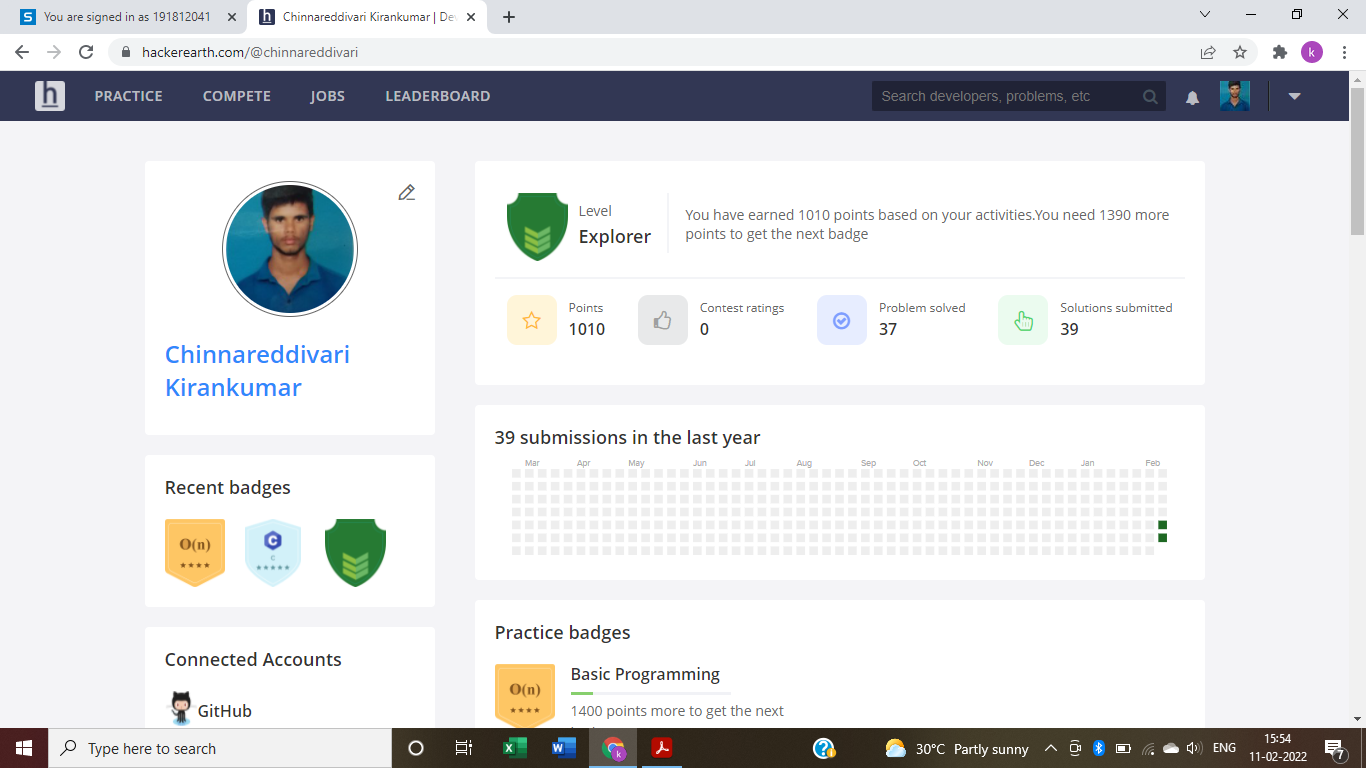 You are signed in as 191812041
Chinnareddivari Kirankumar | Dev
hackerearth.com/@chinnareddivari
k
h
PRACTICE
COMPETE
JOBS
LEADERBOARD
Search developers, problems, etc
Chinnareddivari
Kirankumar
Level
Explorer
You have earned 1010 points based on your activities.You need 1390 more
points to get the next badge
Points
1010
Contest ratings
0
Problem solved
37
Solutions submitted
39
39 submissions in the last year
Mar Apr May Jun Jul Aug Sep Oct Nov Dec Jan Feb
Recent badges
O(n)
C
C
Connected Accounts
GitHub
Practice badges
O(n)
Basic Programming
1400 points more to get the next
Type here to search
30°C Partly sunny
ENG
15:54
11-02-2022
7